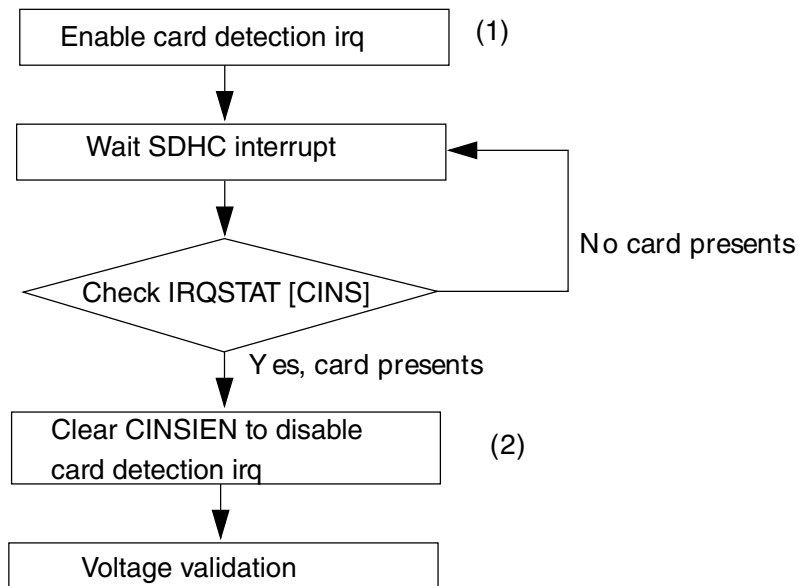 Enable card detection irq
(1)
Wait SDHC interrupt
No card presents
Check IRQSTAT [CINS]
Yes, card presents
Clear CINSIEN to disable
card detection irq
(2)
Voltage validation